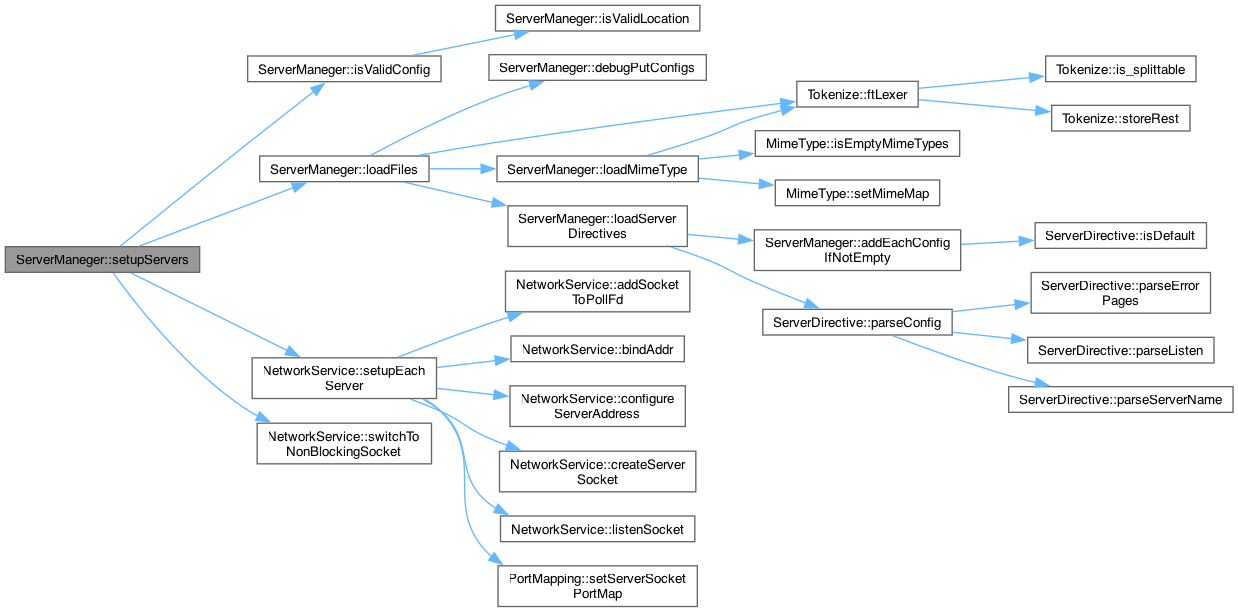 ServerManeger::setupServers
ServerManeger::isValidConfig
ServerManeger::isValidLocation
ServerManeger::loadFiles
ServerManeger::debugPutConfigs
Tokenize::ftLexer
Tokenize::is_splittable
Tokenize::storeRest
ServerManeger::loadMimeType
MimeType::isEmptyMimeTypes
MimeType::setMimeMap
ServerManeger::loadServer
Directives
ServerManeger::addEachConfig
IfNotEmpty
ServerDirective::isDefault
ServerDirective::parseConfig
ServerDirective::parseError
Pages
ServerDirective::parseListen
ServerDirective::parseServerName
NetworkService::setupEach
Server
NetworkService::addSocket
ToPollFd
NetworkService::bindAddr
NetworkService::configure
ServerAddress
NetworkService::createServer
Socket
NetworkService::listenSocket
PortMapping::setServerSocket
PortMap
NetworkService::switchTo
NonBlockingSocket